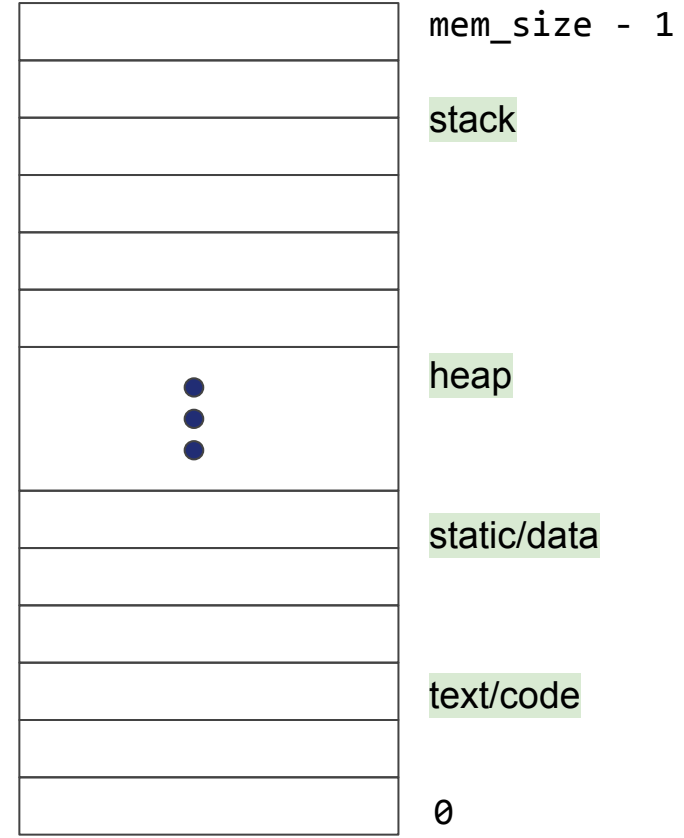 mem_size - 1
stack
heap
static/data
text/code
0